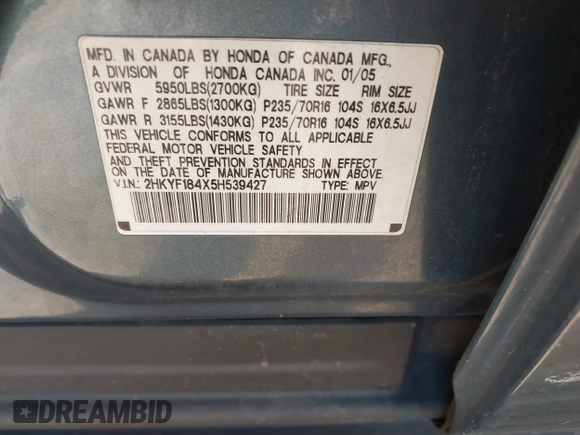 MFD. IN CANADA BY HONDA OF CANADA MFG.,
A DIVISION OF HONDA CANADA INC. 01/05
GVWR 5950LBS(2700KG) TIRE SIZE RIM SIZE
GAWR F 2865LBS(1300KG) P235/70R16 104S 16X6.5JJ
GAWR R 3155LBS(1430KG) P235/70R16 104S 16X6.5JJ
THIS VEHICLE CONFORMS TO ALL APPLICABLE
FEDERAL MOTOR VEHICLE SAFETY
AND THEFT PREVENTION STANDARDS IN EFFECT
ON THE DATE OF MANUFACTURE SHOWN ABOVE.
V.I.N.: 2HKYF184X5H539427 TYPE: MPV
DREAMBID